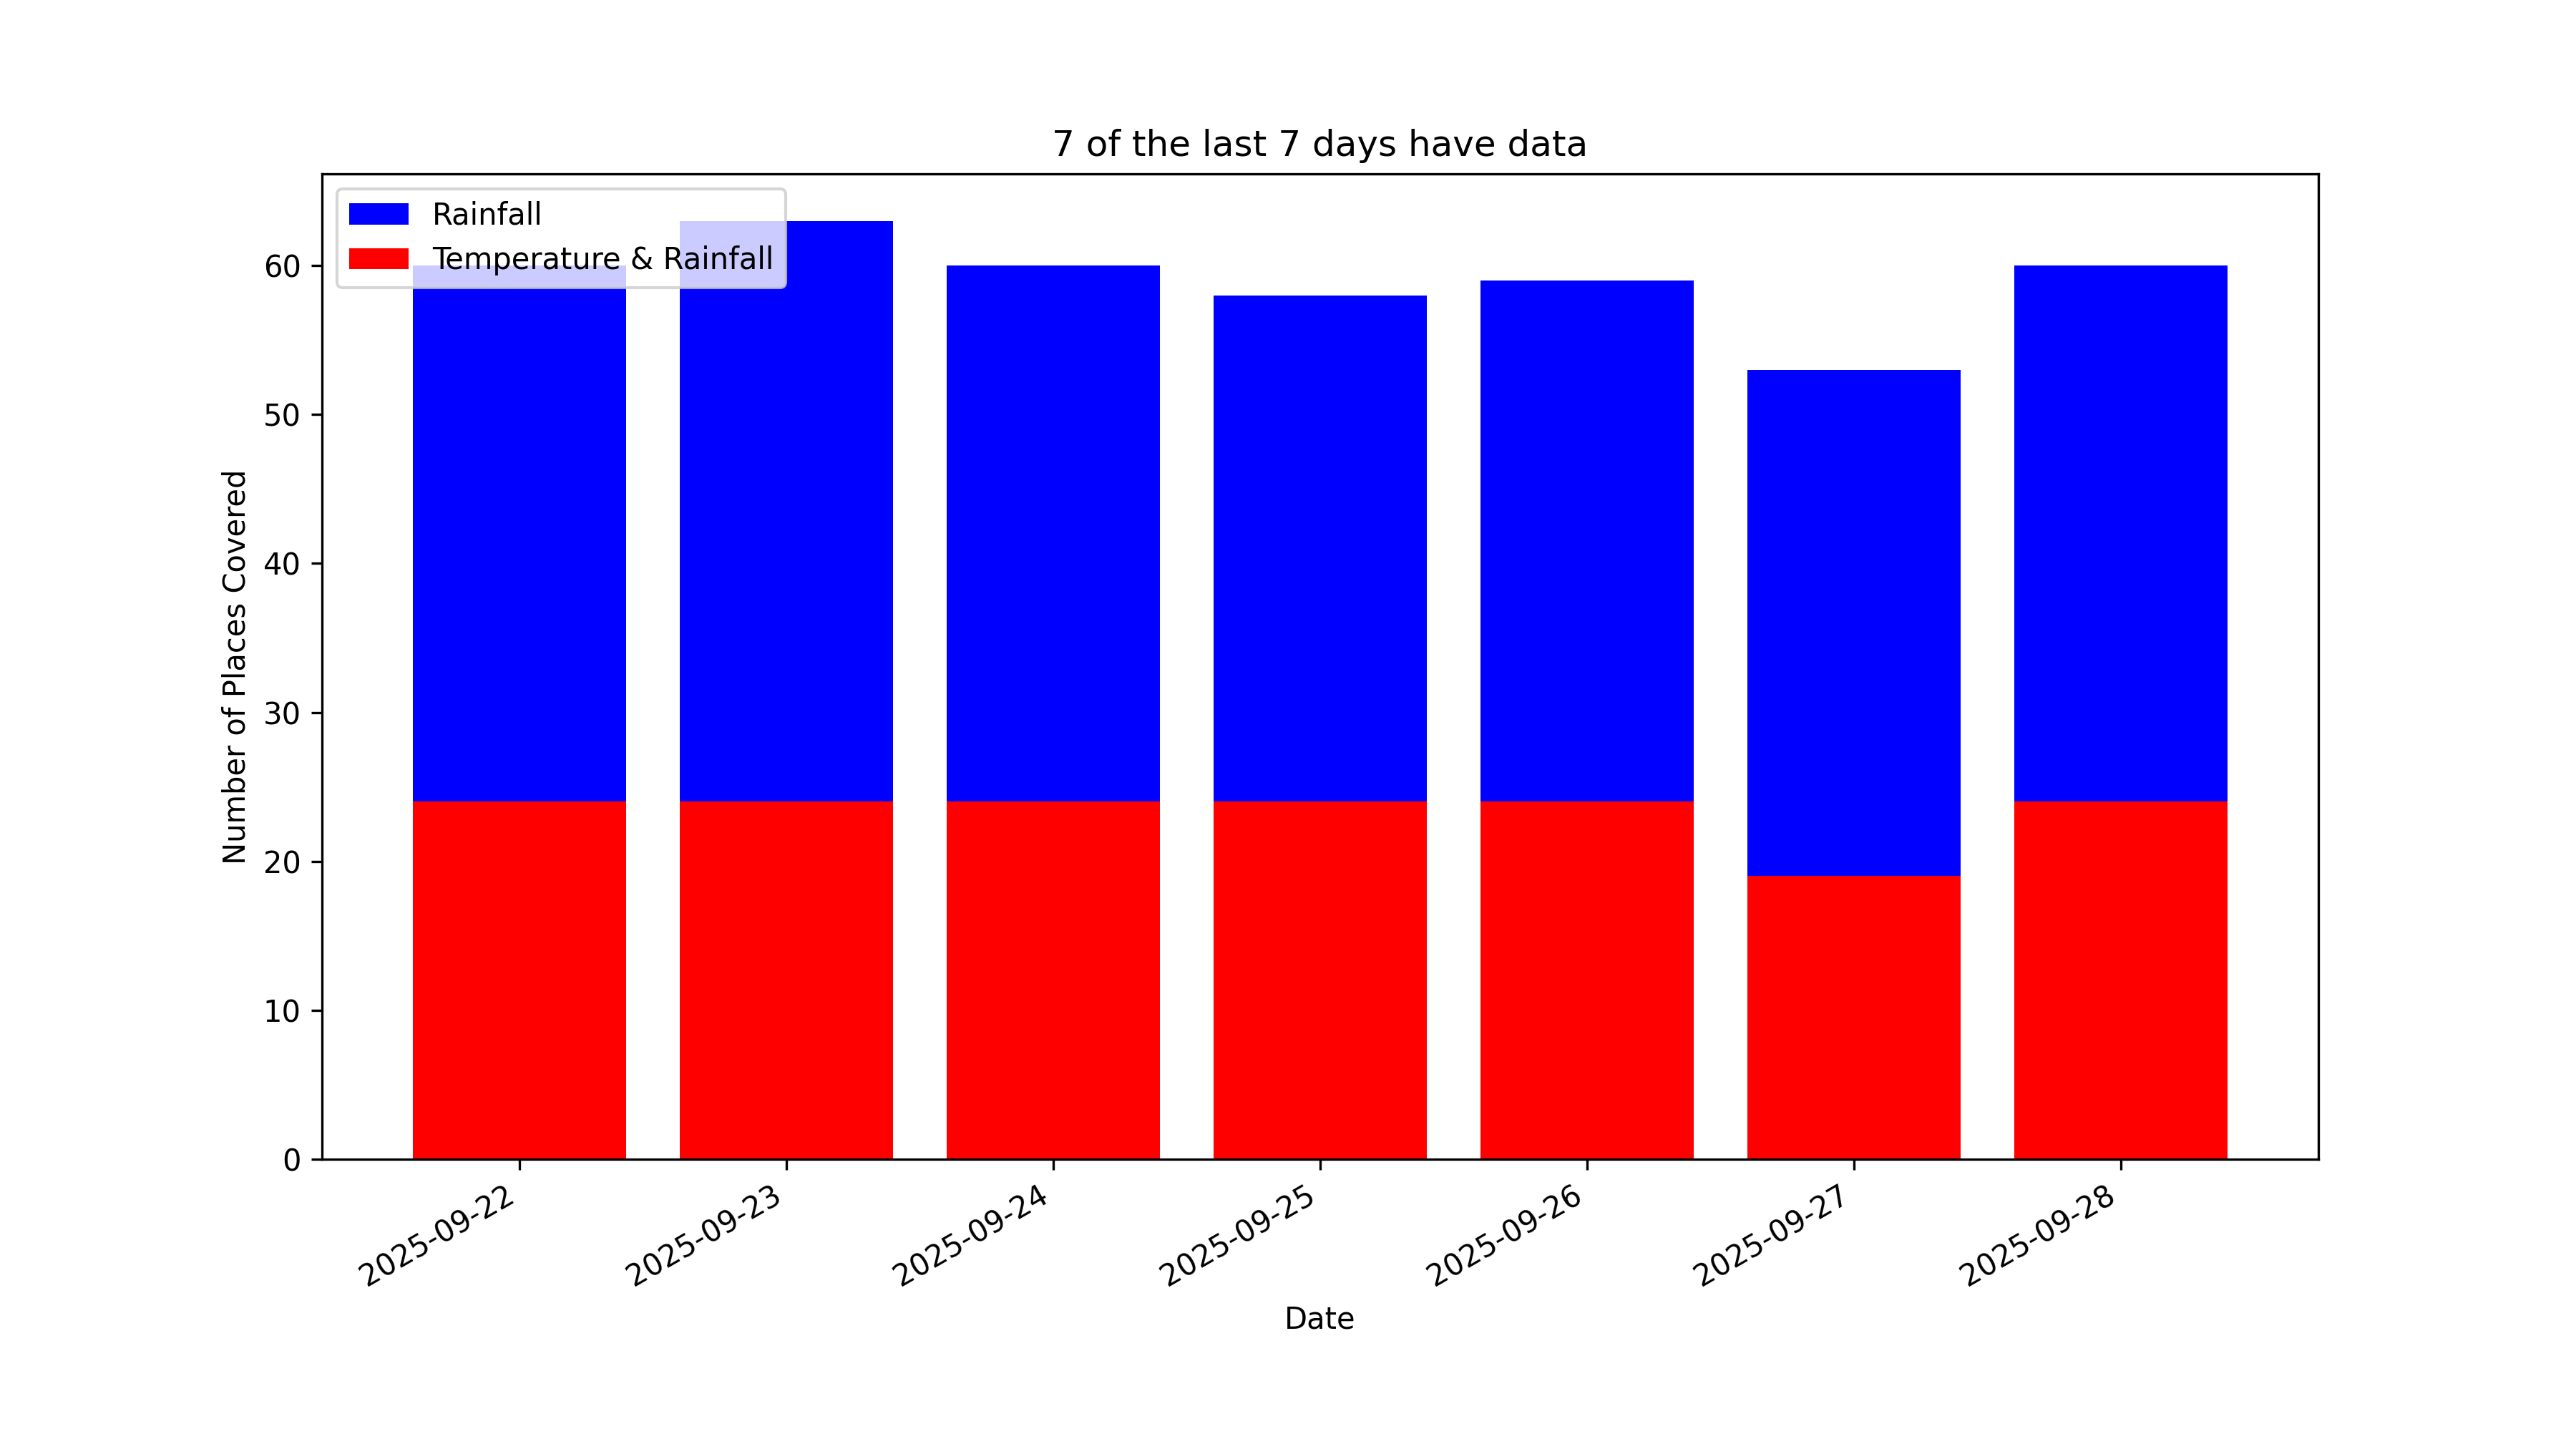 7 of the last 7 days have data
Rainfall
Temperature & Rainfall
Number of Places Covered
60
50
40
30
20
10
0
2025-09-22
2025-09-23
2025-09-24
2025-09-25
2025-09-26
2025-09-27
2025-09-28
Date